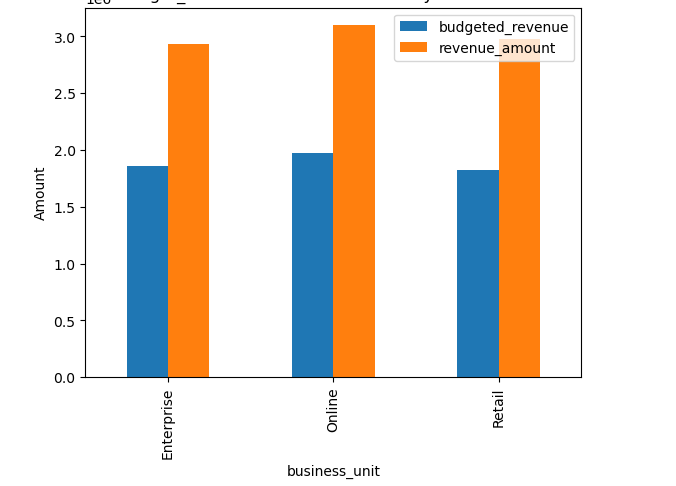 1e6
3.0
2.5
2.0
1.5
1.0
0.5
0.0
Amount
budgeted_revenue
revenue_amount
Enterprise
Online
Retail
business_unit